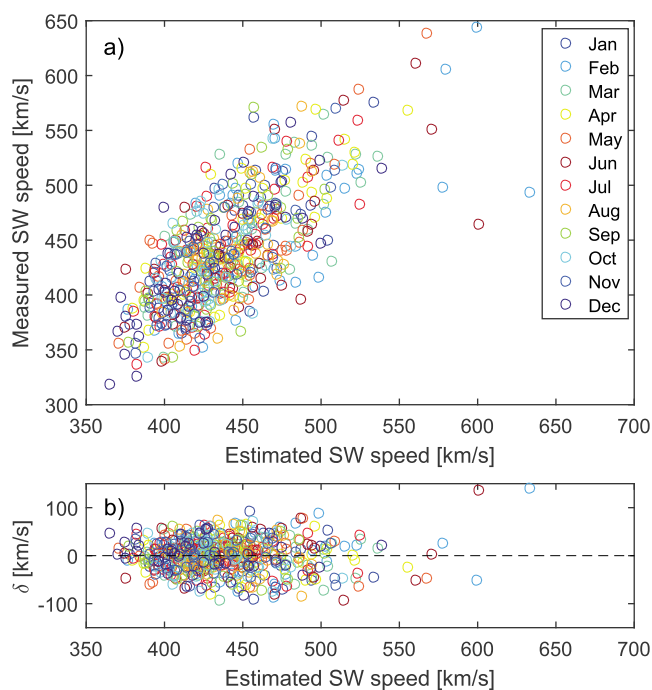 a)
Measured SW speed [km/s]
650
600
550
500
450
400
350
300
350 400 450 500 550 600 650 700
Estimated SW speed [km/s]
Jan
Feb
Mar
Apr
May
Jun
Jul
Aug
Sep
Oct
Nov
Dec
b)
δ [km/s]
100
0
-100
350 400 450 500 550 600 650 700
Estimated SW speed [km/s]